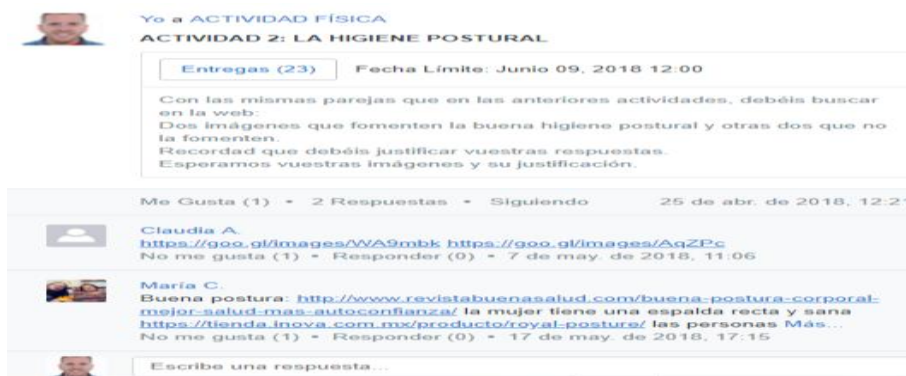 Yo a ACTIVIDAD FÍSICA
ACTIVIDAD 2: LA HIGIENE POSTURAL
Entregas (23) Fecha Límite: Junio 09, 2018 12:00
Con las mismas parejas que en las anteriores actividades, debéis buscar
en la web:
Dos imágenes que fomenten la buena higiene postural y otras dos que no
la fomenten.
Recordad que debéis justificar vuestras respuestas.
Esperamos vuestras imágenes y su justificación.
Me Gusta (1) • 2 Respuestas • Siguiendo 25 de abr. de 2018, 12:21
Claudia A.
https://goo.gl/images/WA9mbk https://goo.gl/images/AqZPc
No me gusta (1) • Responder (0) • 7 de may. de 2018, 11:06
María C.
Buena postura: http://www.revistabuenasalud.com/buena-postura-corporal-
mejor-salud-mas-autoconfianza/ la mujer tiene una espalda recta y sana
https://tienda.inova.com.mx/producto/royal-posture/ las personas Más...
No me gusta (1) • Responder (0) • 17 de may. de 2018, 17:15
Escribe una respuesta...